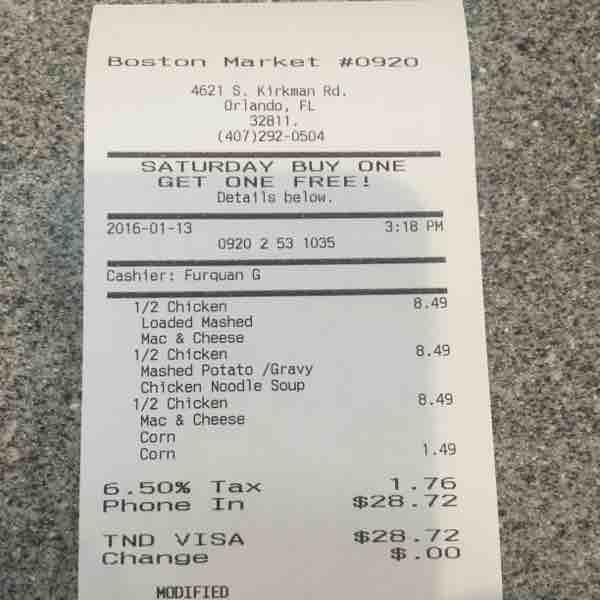 Boston Market #0920
4621 S. Kirkman Rd.
Orlando, FL
32811.
(407)292-0504
SATURDAY BUY ONE
GET ONE FREE!
Details below.
2016-01-13 3:18 PM
0920 2 53 1035
Cashier: Furquan G
1/2 Chicken 8.49
Loaded Mashed
Mac & Cheese
1/2 Chicken 8.49
Mashed Potato /Gravy
Chicken Noodle Soup
1/2 Chicken 8.49
Mac & Cheese
Corn
Corn 1.49
6.50% Tax 1.76
Phone In $28.72
TND VISA $28.72
Change $.00
MODIFIED